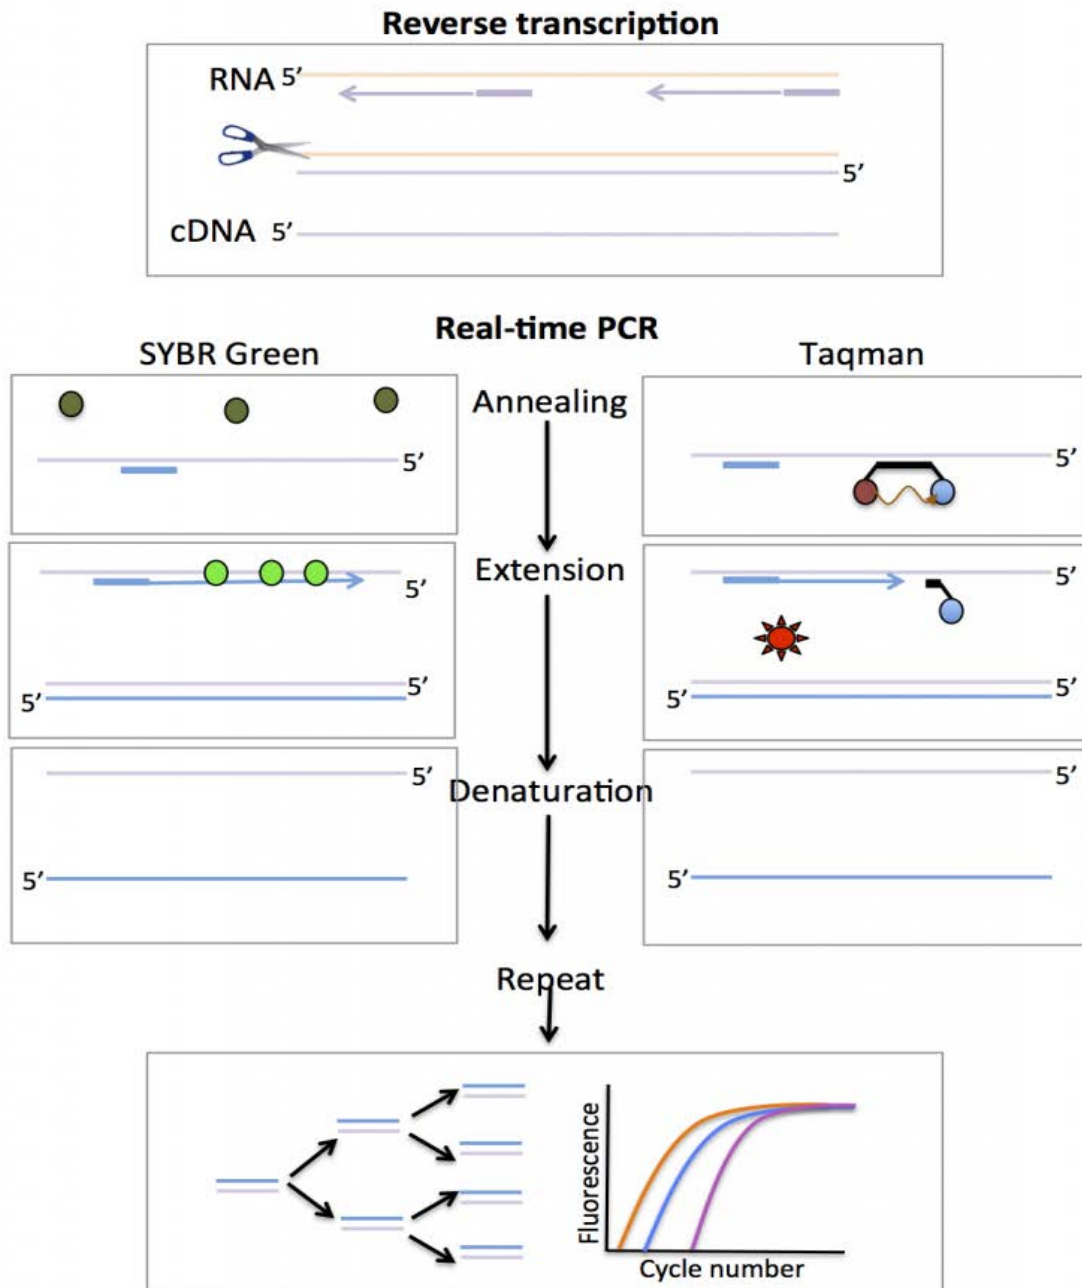 Reverse transcription
RNA 5’
5’
cDNA 5’
Real-time PCR
SYBR Green
Taqman
Annealing
5’
5’
Extension
5’
5’
5’
5’
5’
5’
Denaturation
5’
5’
5’
5’
Repeat
Fluorescence
Cycle number